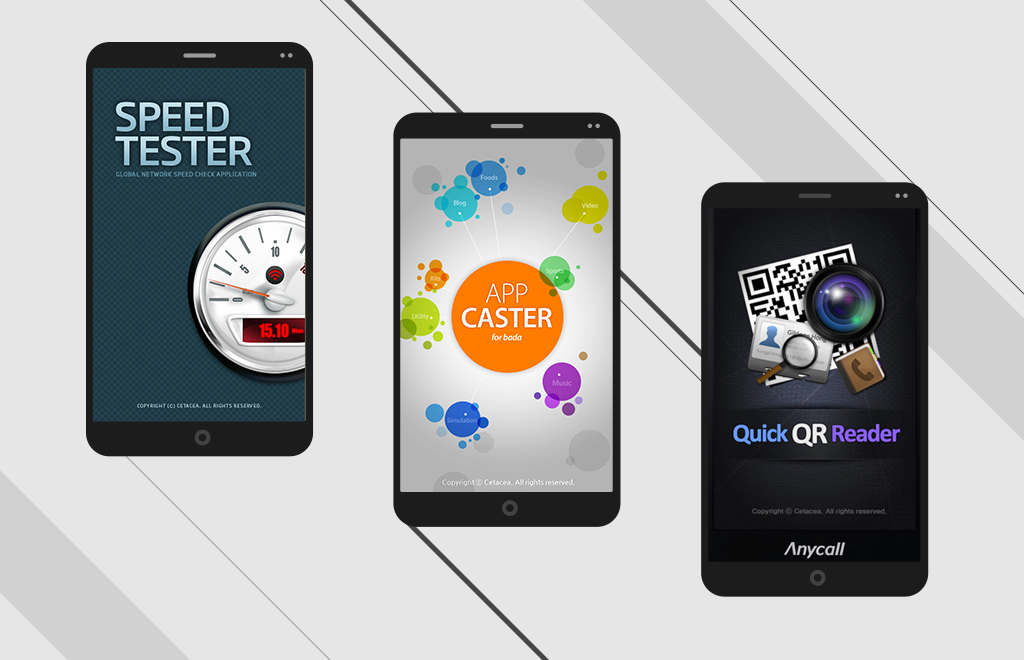 SPEED
TESTER
GLOBAL NETWORK SPEED CHECK APPLICATION
5
10
15.10
COPYRIGHT (c) CETACEA. ALL RIGHTS RESERVED.
Foods
Blog
Video
Sports
Utility
APP
CASTER
for bada
Music
Simulation
Copyright ⓒ Cetacea. All rights reserved.
Quick QR Reader
Copyright ⓒ Cetacea. All rights reserved.
Anycall